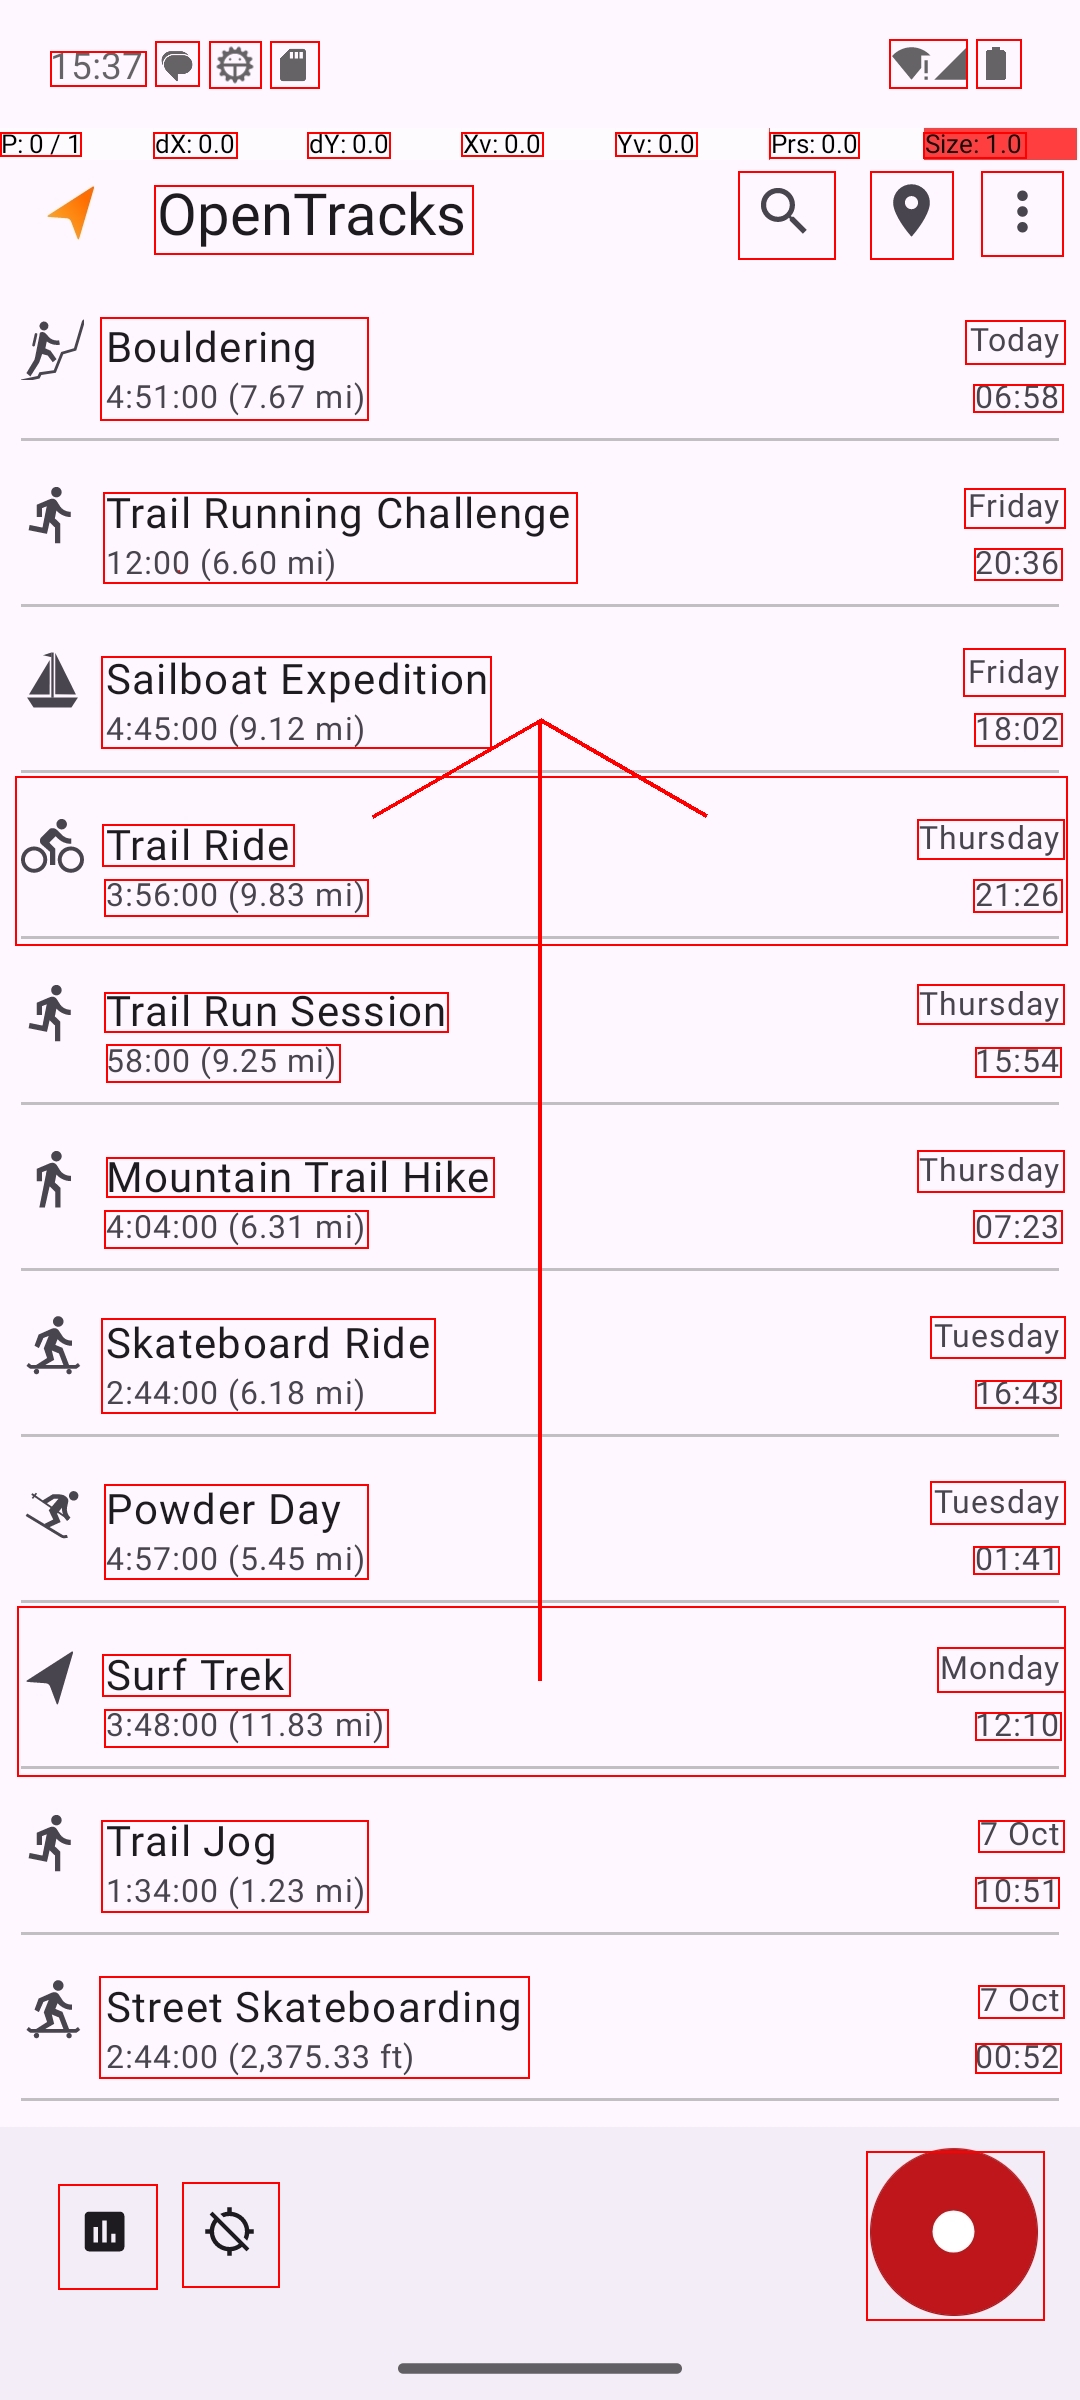 15:37
P: 0 / 1 dX: 0.0 dY: 0.0 Xv: 0.0 Yv: 0.0 Prs: 0.0 Size: 1.0
OpenTracks
Bouldering Today
4:51:00 (7.67 mi) 06:58
Trail Running Challenge Friday
12:00 (6.60 mi) 20:36
Sailboat Expedition Friday
4:45:00 (9.12 mi) 18:02
Trail Ride Thursday
3:56:00 (9.83 mi) 21:26
Trail Run Session Thursday
58:00 (9.25 mi) 15:54
Mountain Trail Hike Thursday
4:04:00 (6.31 mi) 07:23
Skateboard Ride Tuesday
2:44:00 (6.18 mi) 16:43
Powder Day Tuesday
4:57:00 (5.45 mi) 01:41
Surf Trek Monday
3:48:00 (11.83 mi) 12:10
Trail Jog 7 Oct
1:34:00 (1.23 mi) 10:51
Street Skateboarding 7 Oct
2:44:00 (2,375.33 ft) 00:52